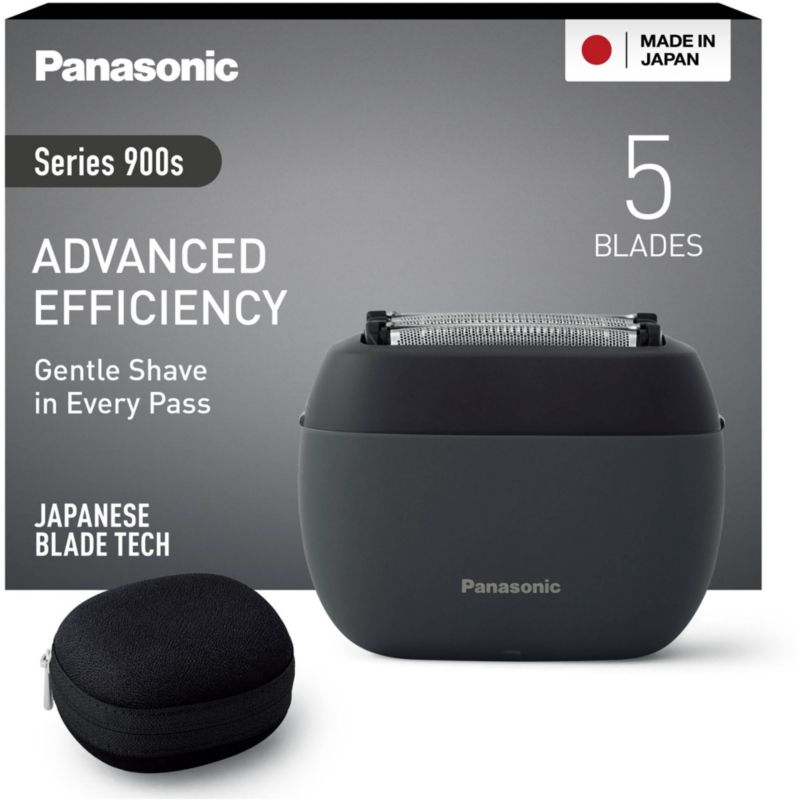 Panasonic
MADE IN
JAPAN
Series 900s
5
BLADES
ADVANCED
EFFICIENCY
Gentle Shave
in Every Pass
JAPANESE
BLADE TECH
Panasonic